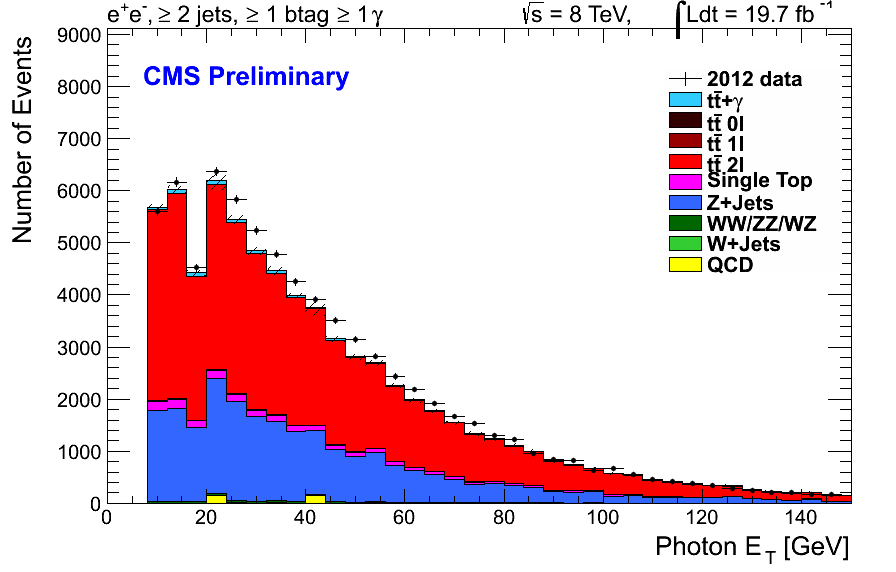 e⁺e⁻, ≥ 2 jets, ≥ 1 btag ≥ 1 γ √s = 8 TeV, ∫Ldt = 19.7 fb⁻¹
CMS Preliminary
Number of Events
9000
8000
7000
6000
5000
4000
3000
2000
1000
0
2012 data
tt̄+γ
tt̄ 0l
tt̄ 1l
tt̄ 2l
Single Top
Z+Jets
WW/ZZ/WZ
W+Jets
QCD
0 20 40 60 80 100 120 140
Photon E_T [GeV]